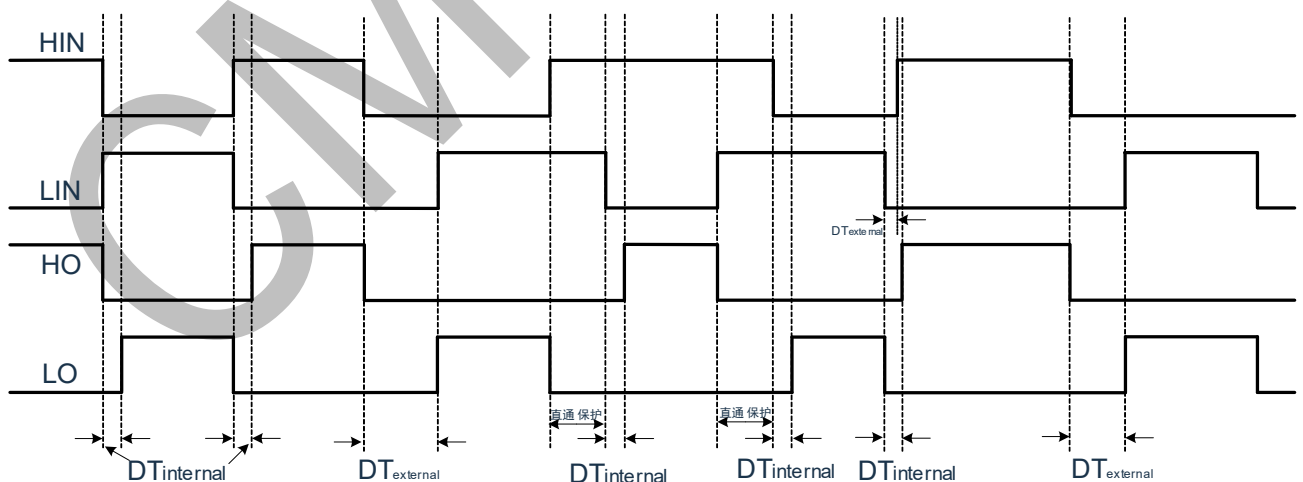 HIN
LIN
DTexternal
HO
LO
直通 保护 直通 保护
DTinternal DTexternal DTinternal DTinternal DTinternal DTexternal
CM